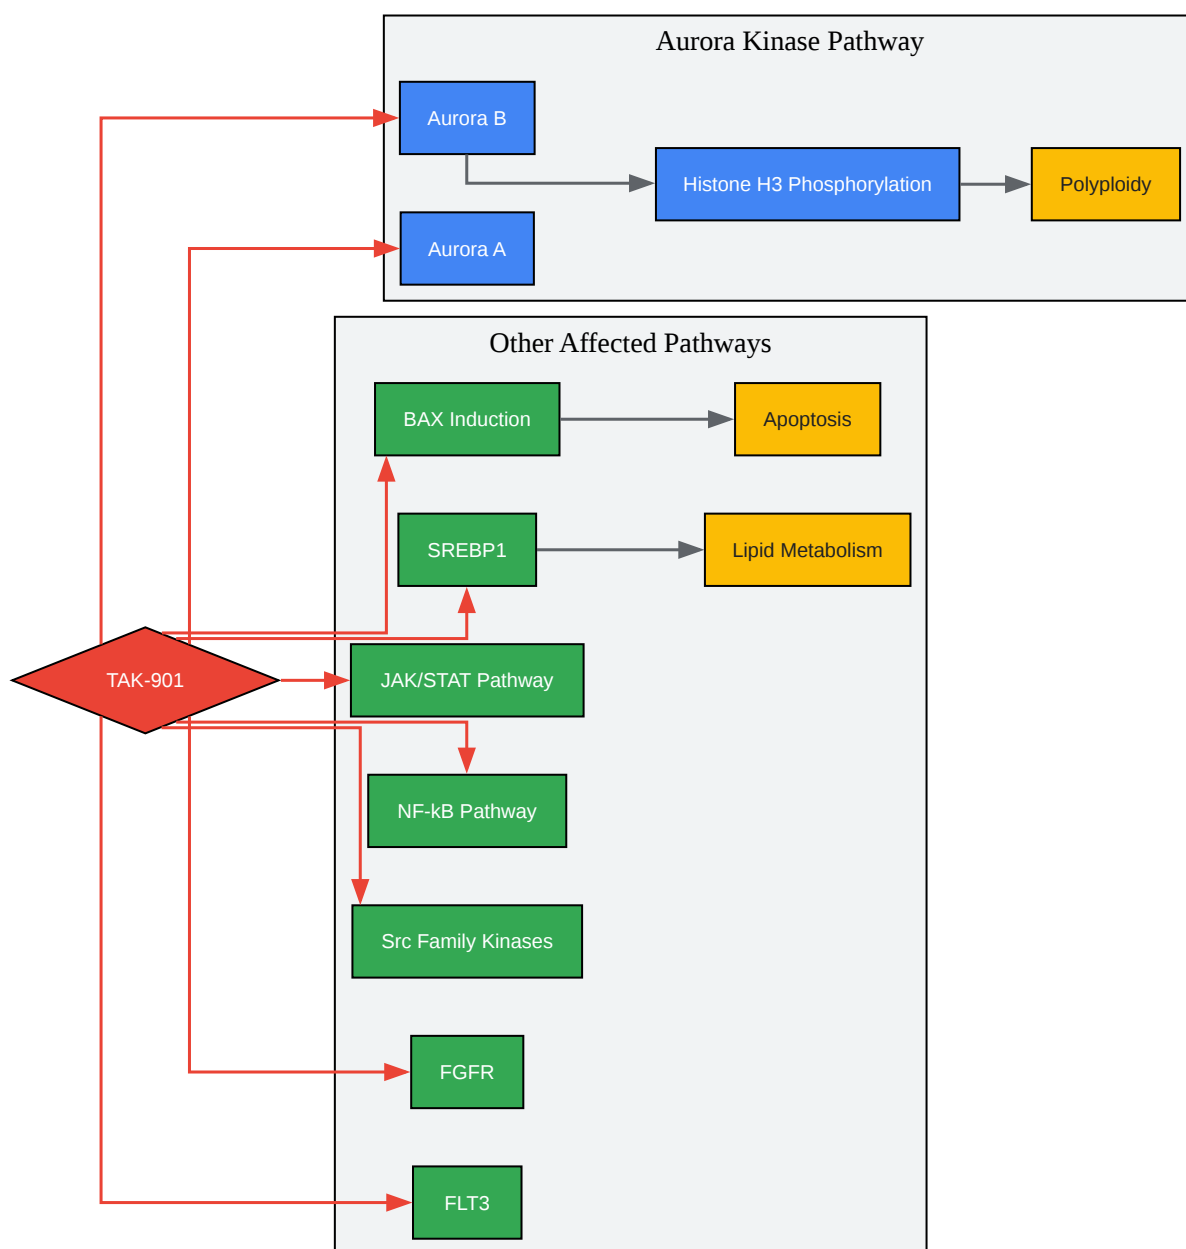 Aurora Kinase Pathway
Aurora B
Histone H3 Phosphorylation
Polyploidy
Aurora A
Other Affected Pathways
BAX Induction
Apoptosis
SREBP1
Lipid Metabolism
TAK-901
JAK/STAT Pathway
NF-kB Pathway
Src Family Kinases
FGFR
FLT3